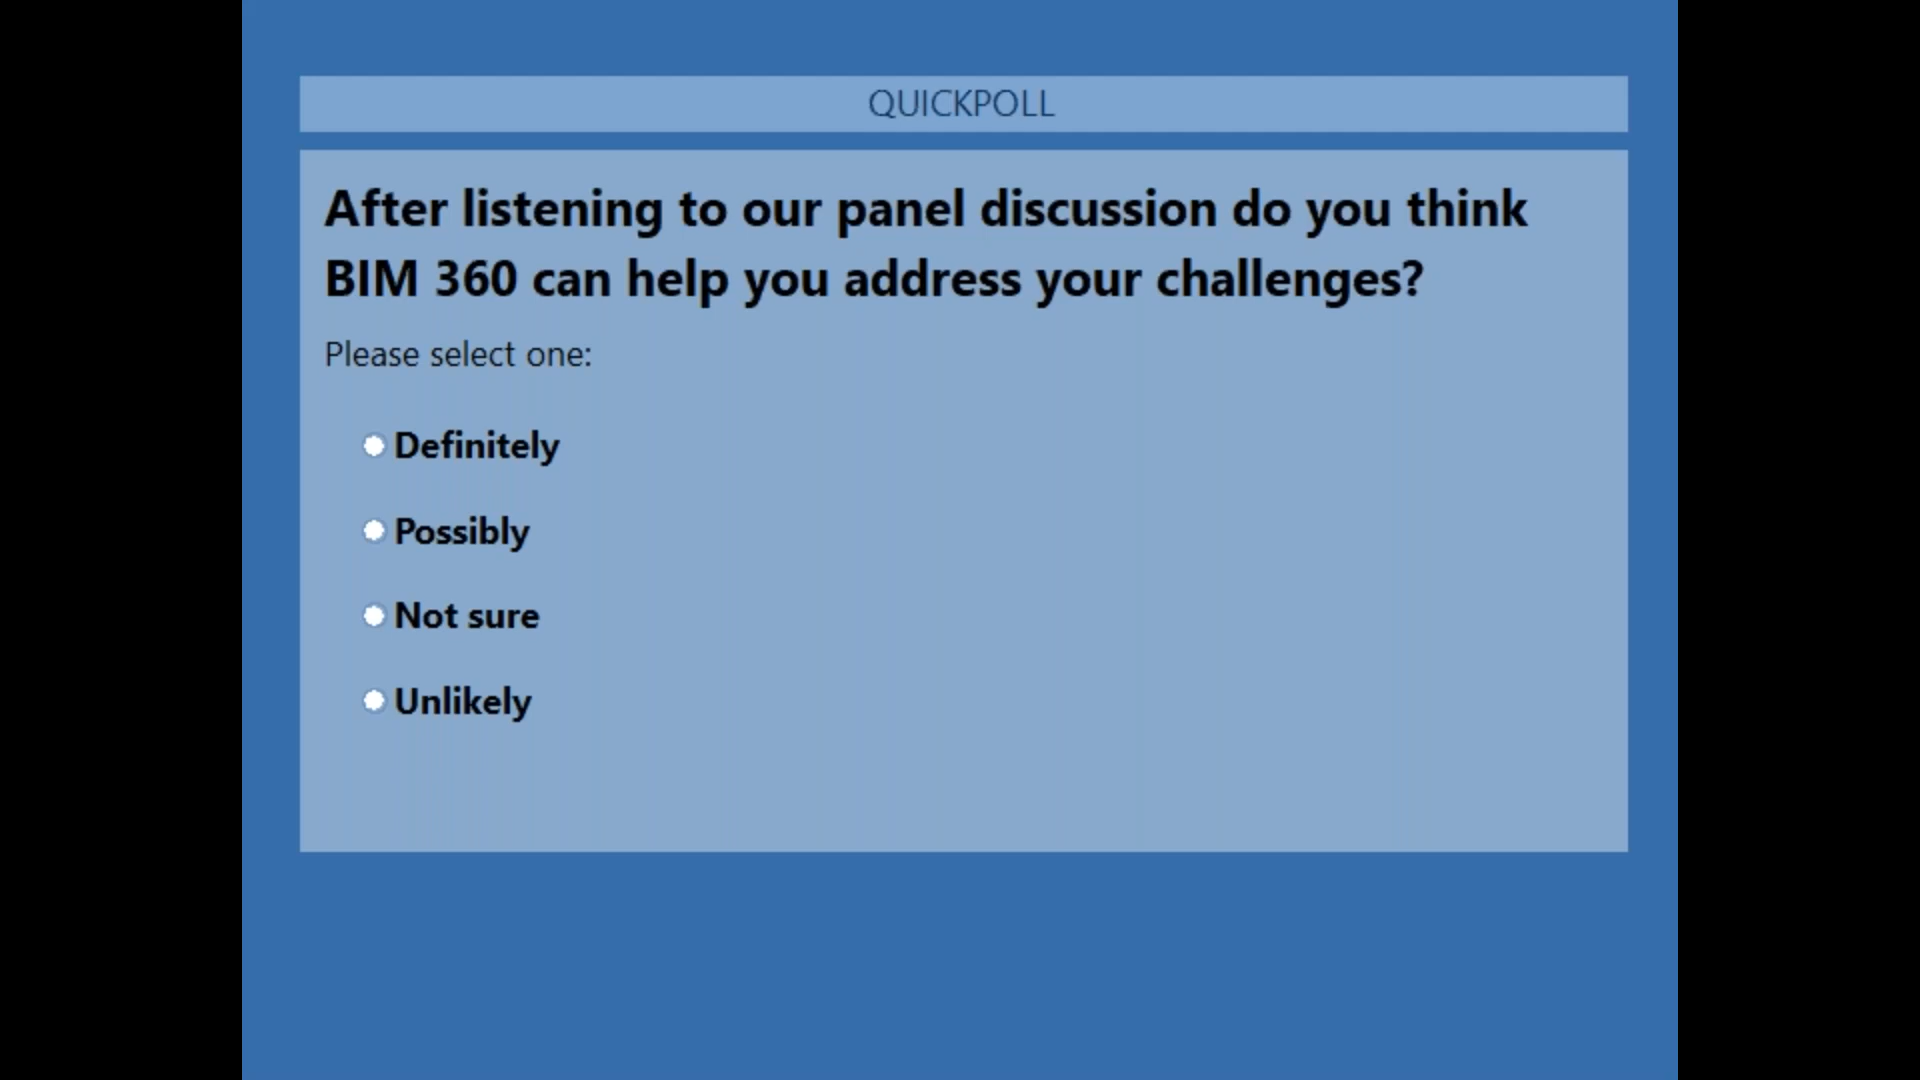 QUICKPOLL
After listening to our panel discussion do you think
BIM 360 can help you address your challenges?
Please select one:
Definitely
Possibly
Not sure
Unlikely